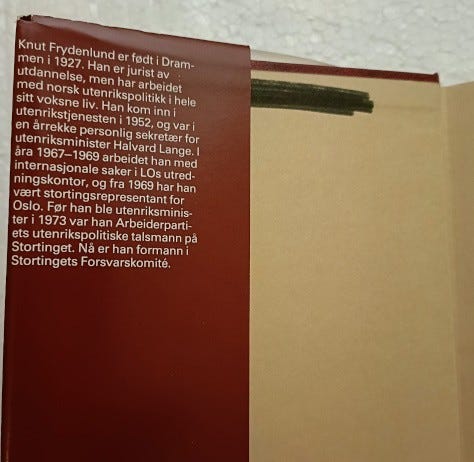 Knut Frydenlund er født i Dram-
men i 1927. Han er jurist av
utdannelse, men har arbeidet
med norsk utenrikspolitikk i hele
sitt voksne liv. Han kom inn i
utenrikstjenesten i 1952, og var i
en årrekke personlig sekretær for
utenriksminister Halvard Lange. I
åra 1967–1969 arbeidet han med
internasjonale saker i LOs utred-
ningskontor, og fra 1969 har han
vært stortingsrepresentant for
Oslo. Før han ble utenriksminis-
ter i 1973 var han Arbeiderparti-
ets utenrikspolitiske talsmann på
Stortinget. Nå er han formann i
Stortingets Forsvarskomité.